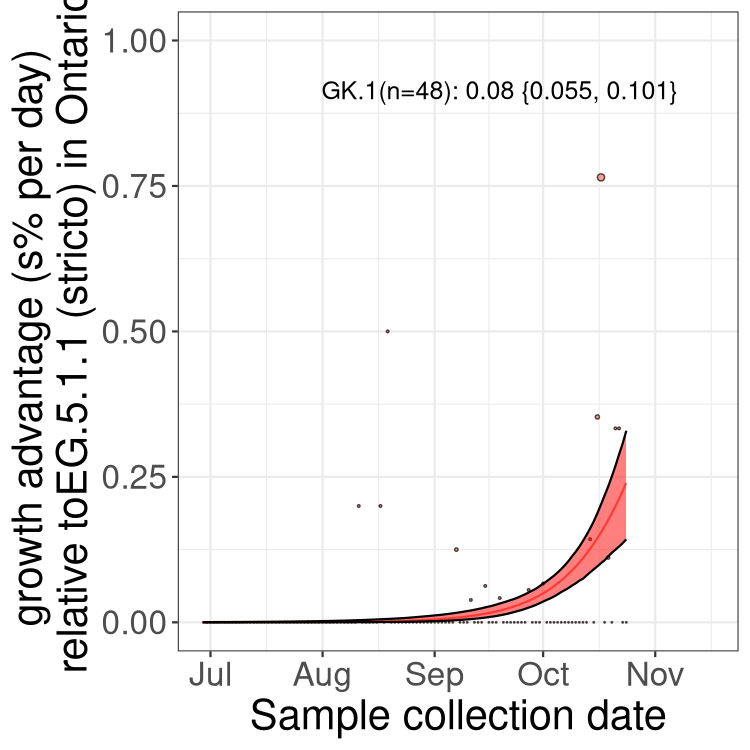 growth advantage (s% per day)
relative toEG.5.1.1 (stricto) in Ontario
1.00
0.75
0.50
0.25
0.00
GK.1(n=48): 0.08 {0.055, 0.101}
Jul Aug Sep Oct Nov
Sample collection date